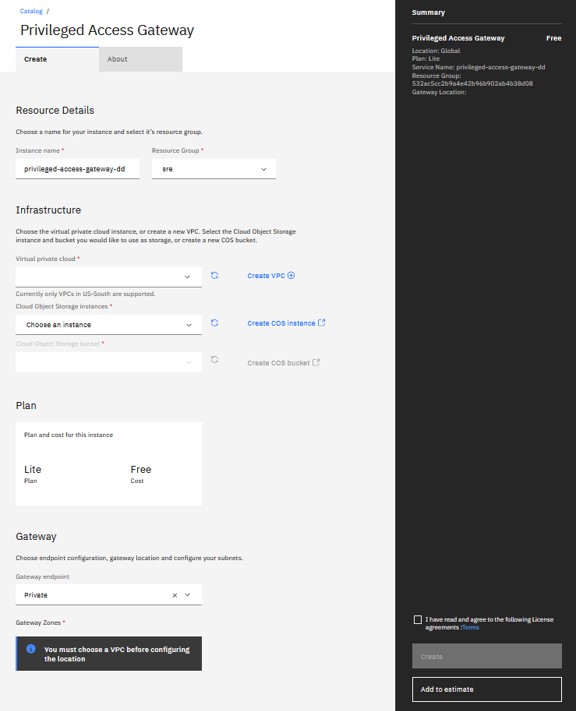 Catalog /
Privileged Access Gateway
Create
About
Resource Details
Choose a name for your instance and select it's resource group.
Instance name *
Resource Group *
privileged-access-gateway-dd
sre
Infrastructure
Choose the virtual private cloud instance, or create a new VPC. Select the Cloud Object Storage
instance and bucket you would like to use as storage, or create a new COS bucket.
Virtual private cloud *
Create VPC
Currently only VPCs in US-South are supported.
Cloud Object Storage instances *
Choose an instance
Create COS instance
Cloud Object Storage bucket *
Create COS bucket
Plan
Plan and cost for this instance
Lite
Free
Plan
Cost
Gateway
Choose endpoint configuration, gateway location and configure your subnets.
Gateway endpoint
Private
Gateway Zones *
You must choose a VPC before configuring
the location
Summary
Privileged Access Gateway
Free
Location: Global
Plan: Lite
Service Name: privileged-access-gateway-dd
Resource Group:
532ac5cc2b9a4e42b96b902ab4b38d08
Gateway Location:
I have read and agree to the following License
agreements :Terms
Create
Add to estimate